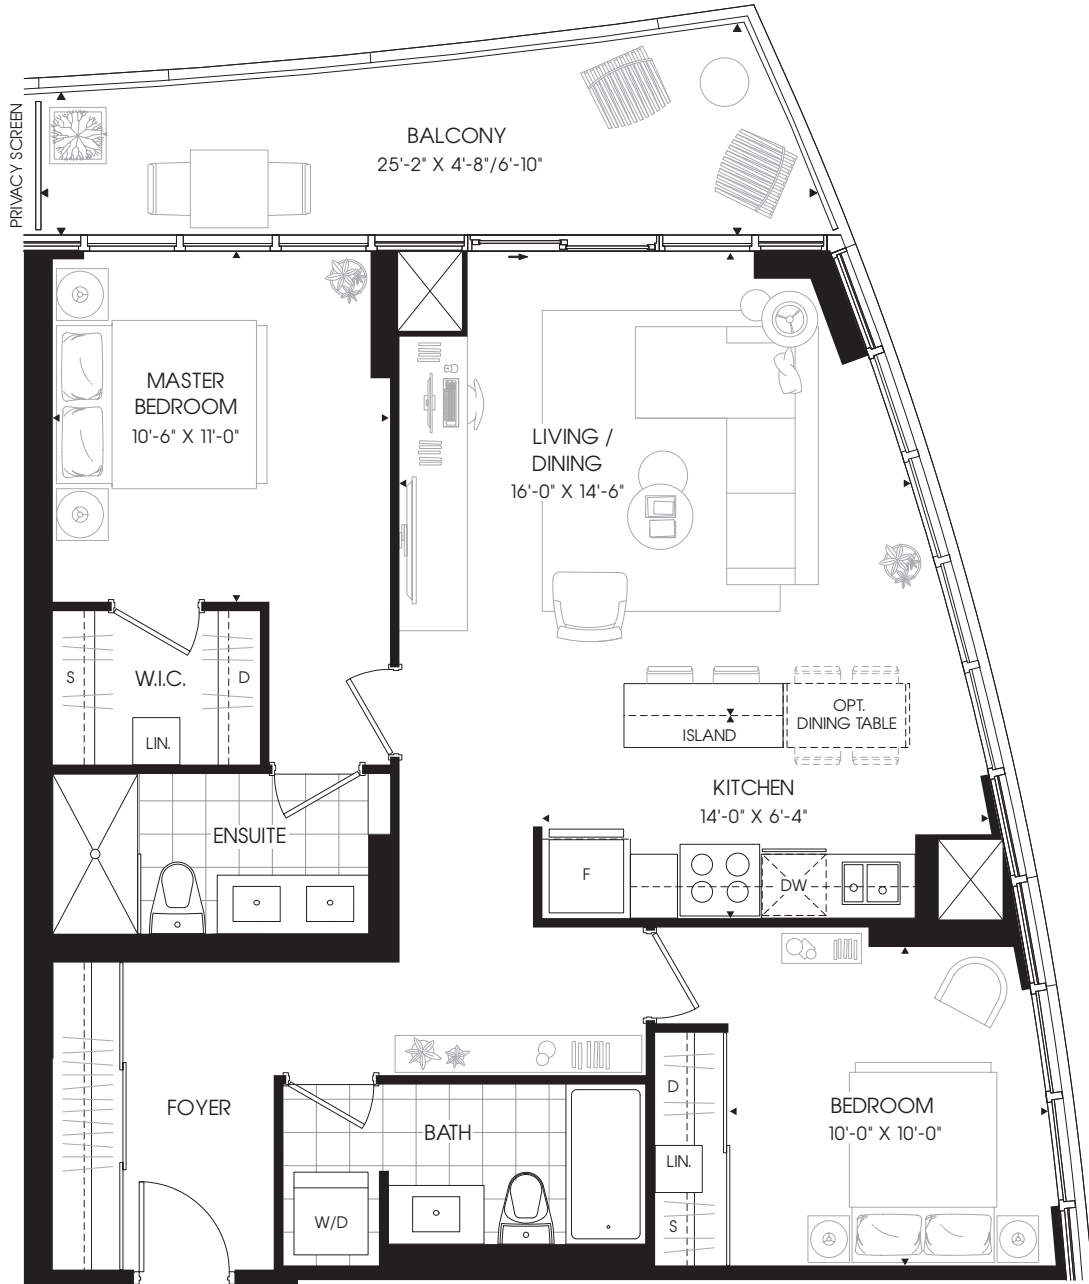 PRIVACY SCREEN
BALCONY
25'-2" X 4'-8"/6'-10"
MASTER
BEDROOM
10'-6" X 11'-0"
LIVING /
DINING
16'-0" X 14'-6"
S
W.I.C.
D
LIN.
OPT.
DINING TABLE
ISLAND
KITCHEN
14'-0" X 6'-4"
ENSUITE
F
DW
FOYER
BATH
W/D
D
LIN.
S
BEDROOM
10'-0" X 10'-0"